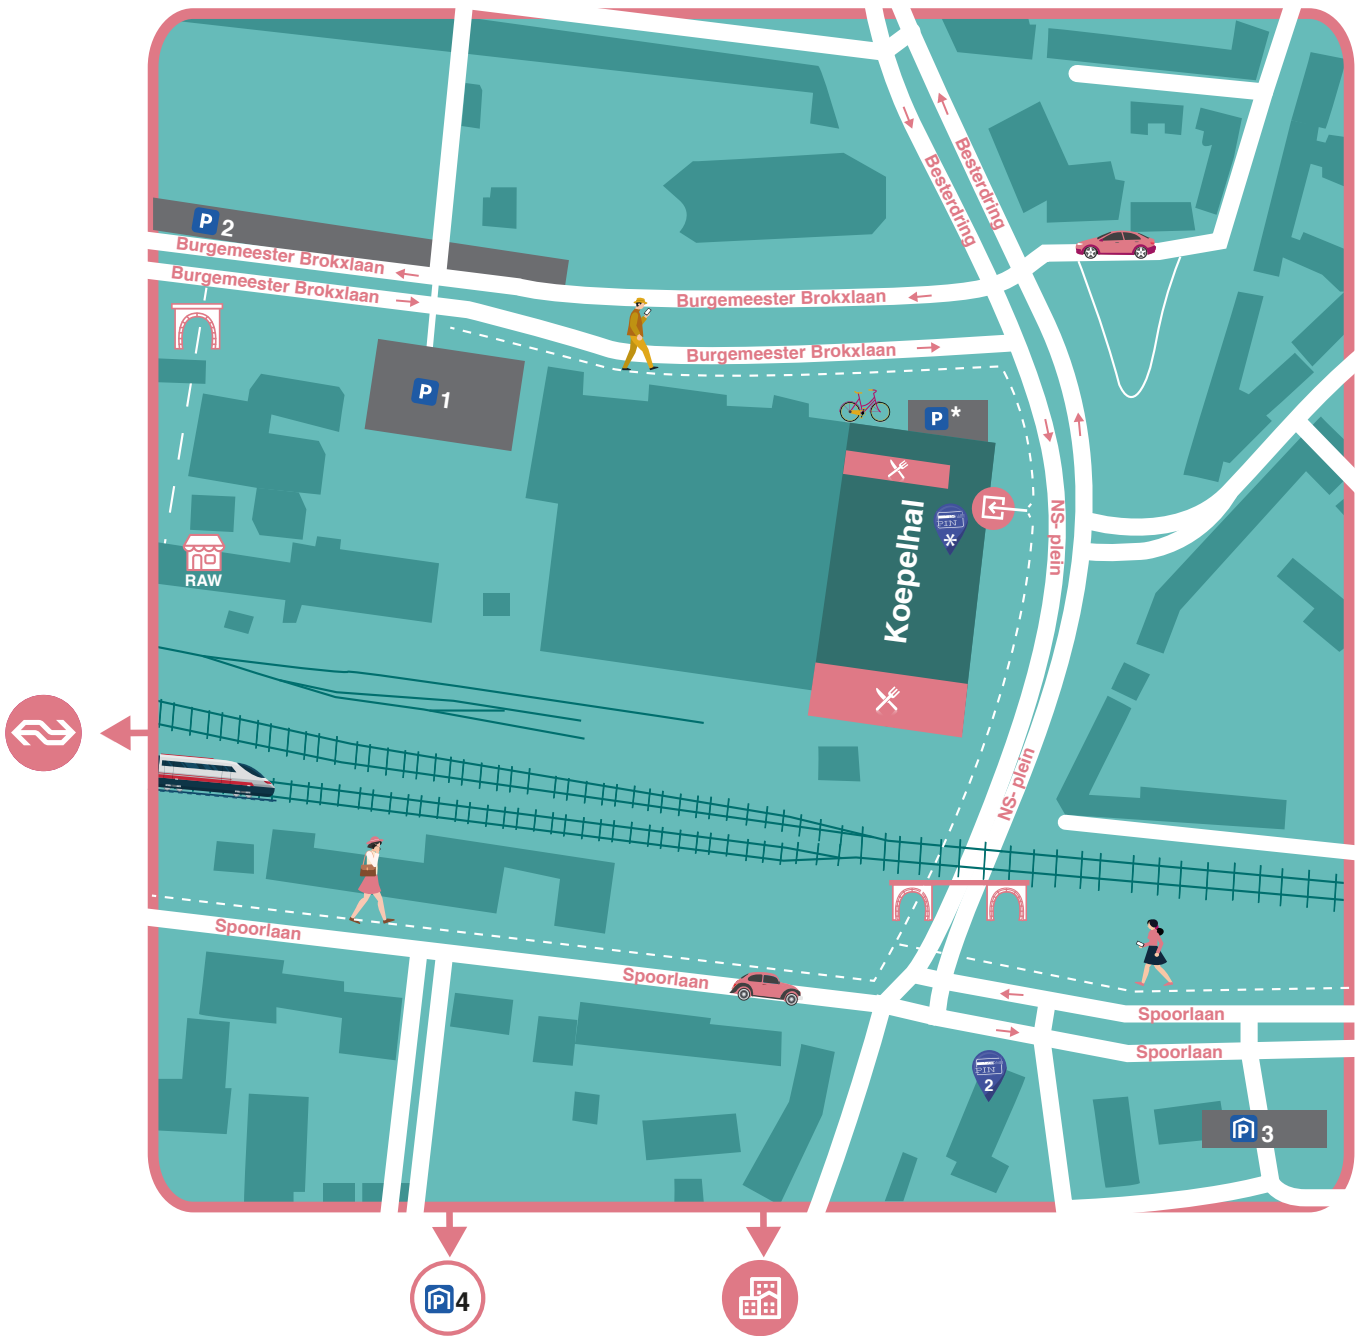 Besterdring
Besterdring
P 2
Burgemeester Brokxlaan
Burgemeester Brokxlaan
Burgemeester Brokxlaan
Burgemeester Brokxlaan
P 1
P *
Koepelhal
PIN
*
NS- plein
RAW
NS- plein
Spoorlaan
Spoorlaan
Spoorlaan
Spoorlaan
PIN
2
P 3
P 4